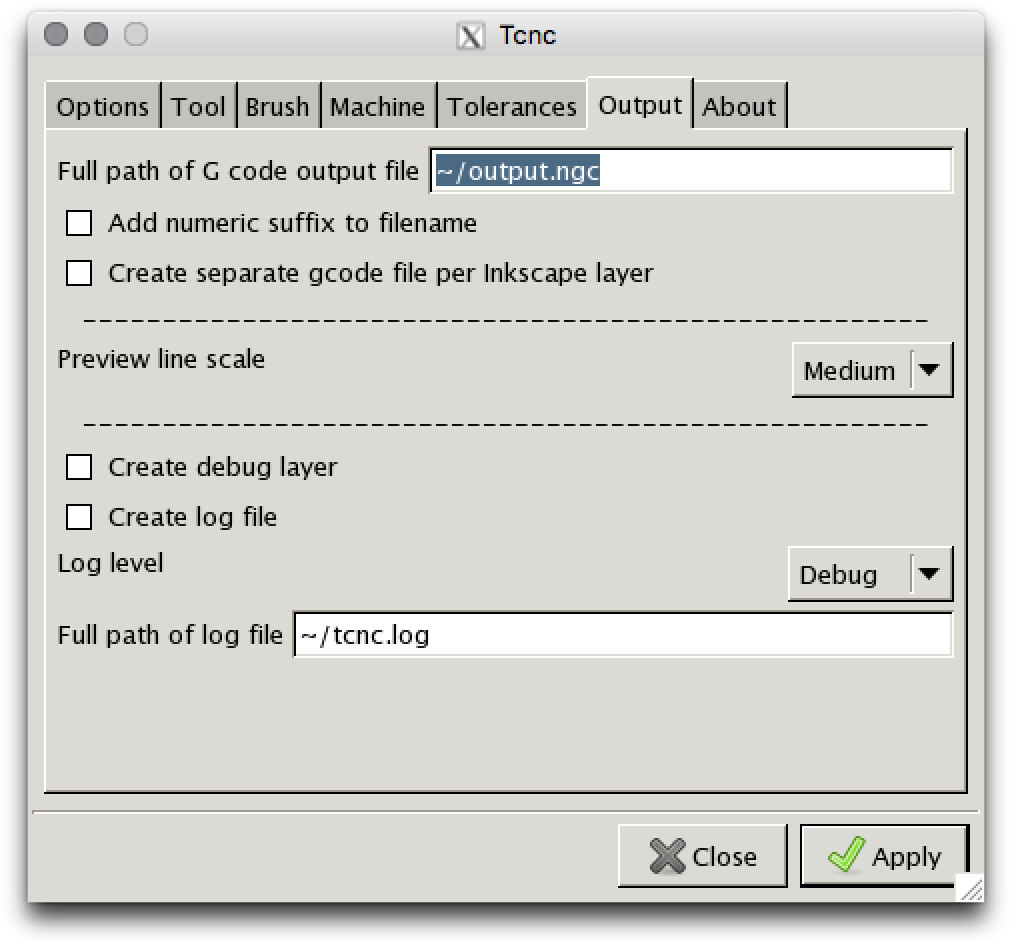 Tcnc
Options Tool Brush Machine Tolerances Output About
Full path of G code output file ~/output.ngc
Add numeric suffix to filename
Create separate gcode file per Inkscape layer
Preview line scale Medium
Create debug layer
Create log file
Log level Debug
Full path of log file ~/tcnc.log
Close Apply